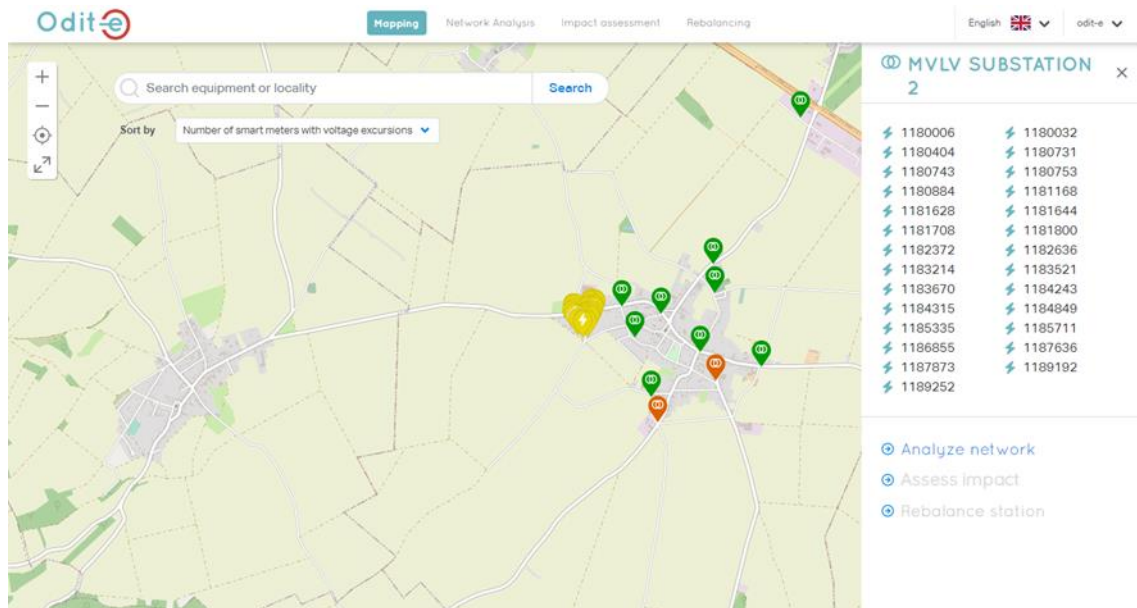 Odit-e
Mapping Network Analysis Impact assessment Rebalancing
English odit-e
Search equipment or locality Search
Sort by Number of smart meters with voltage excursions
MVLV SUBSTATION
2
1180006 1180032
1180404 1180731
1180743 1180753
1180884 1181168
1181628 1181644
1181708 1181800
1182372 1182636
1183214 1183521
1183670 1184243
1184315 1184849
1185335 1185711
1186855 1187636
1187873 1189192
1189252
Analyze network
Assess impact
Rebalance station